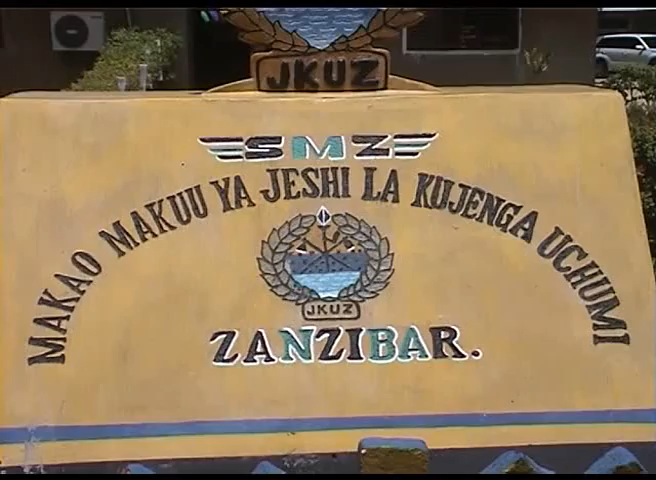 JKUZ
SMZ
MAKAO MAKUU YA JESHI LA KUJENGA UCHUMI
JKUZ
ZANZIBAR.